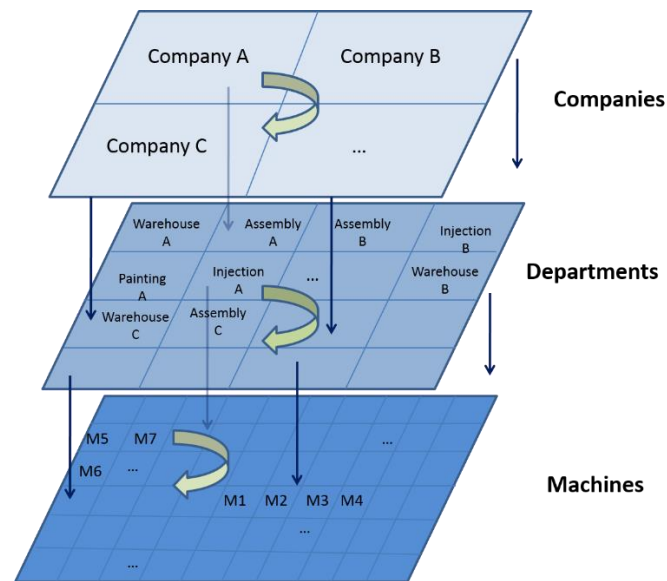 Company A
Company B
Companies
Company C
...
Warehouse
A
Assembly
A
Assembly
B
Injection
B
Departments
Painting
A
Injection
A
...
Warehouse
B
Warehouse
C
Assembly
C
M5 M7
...
M6 ...
Machines
M1 M2 M3 M4
...
...